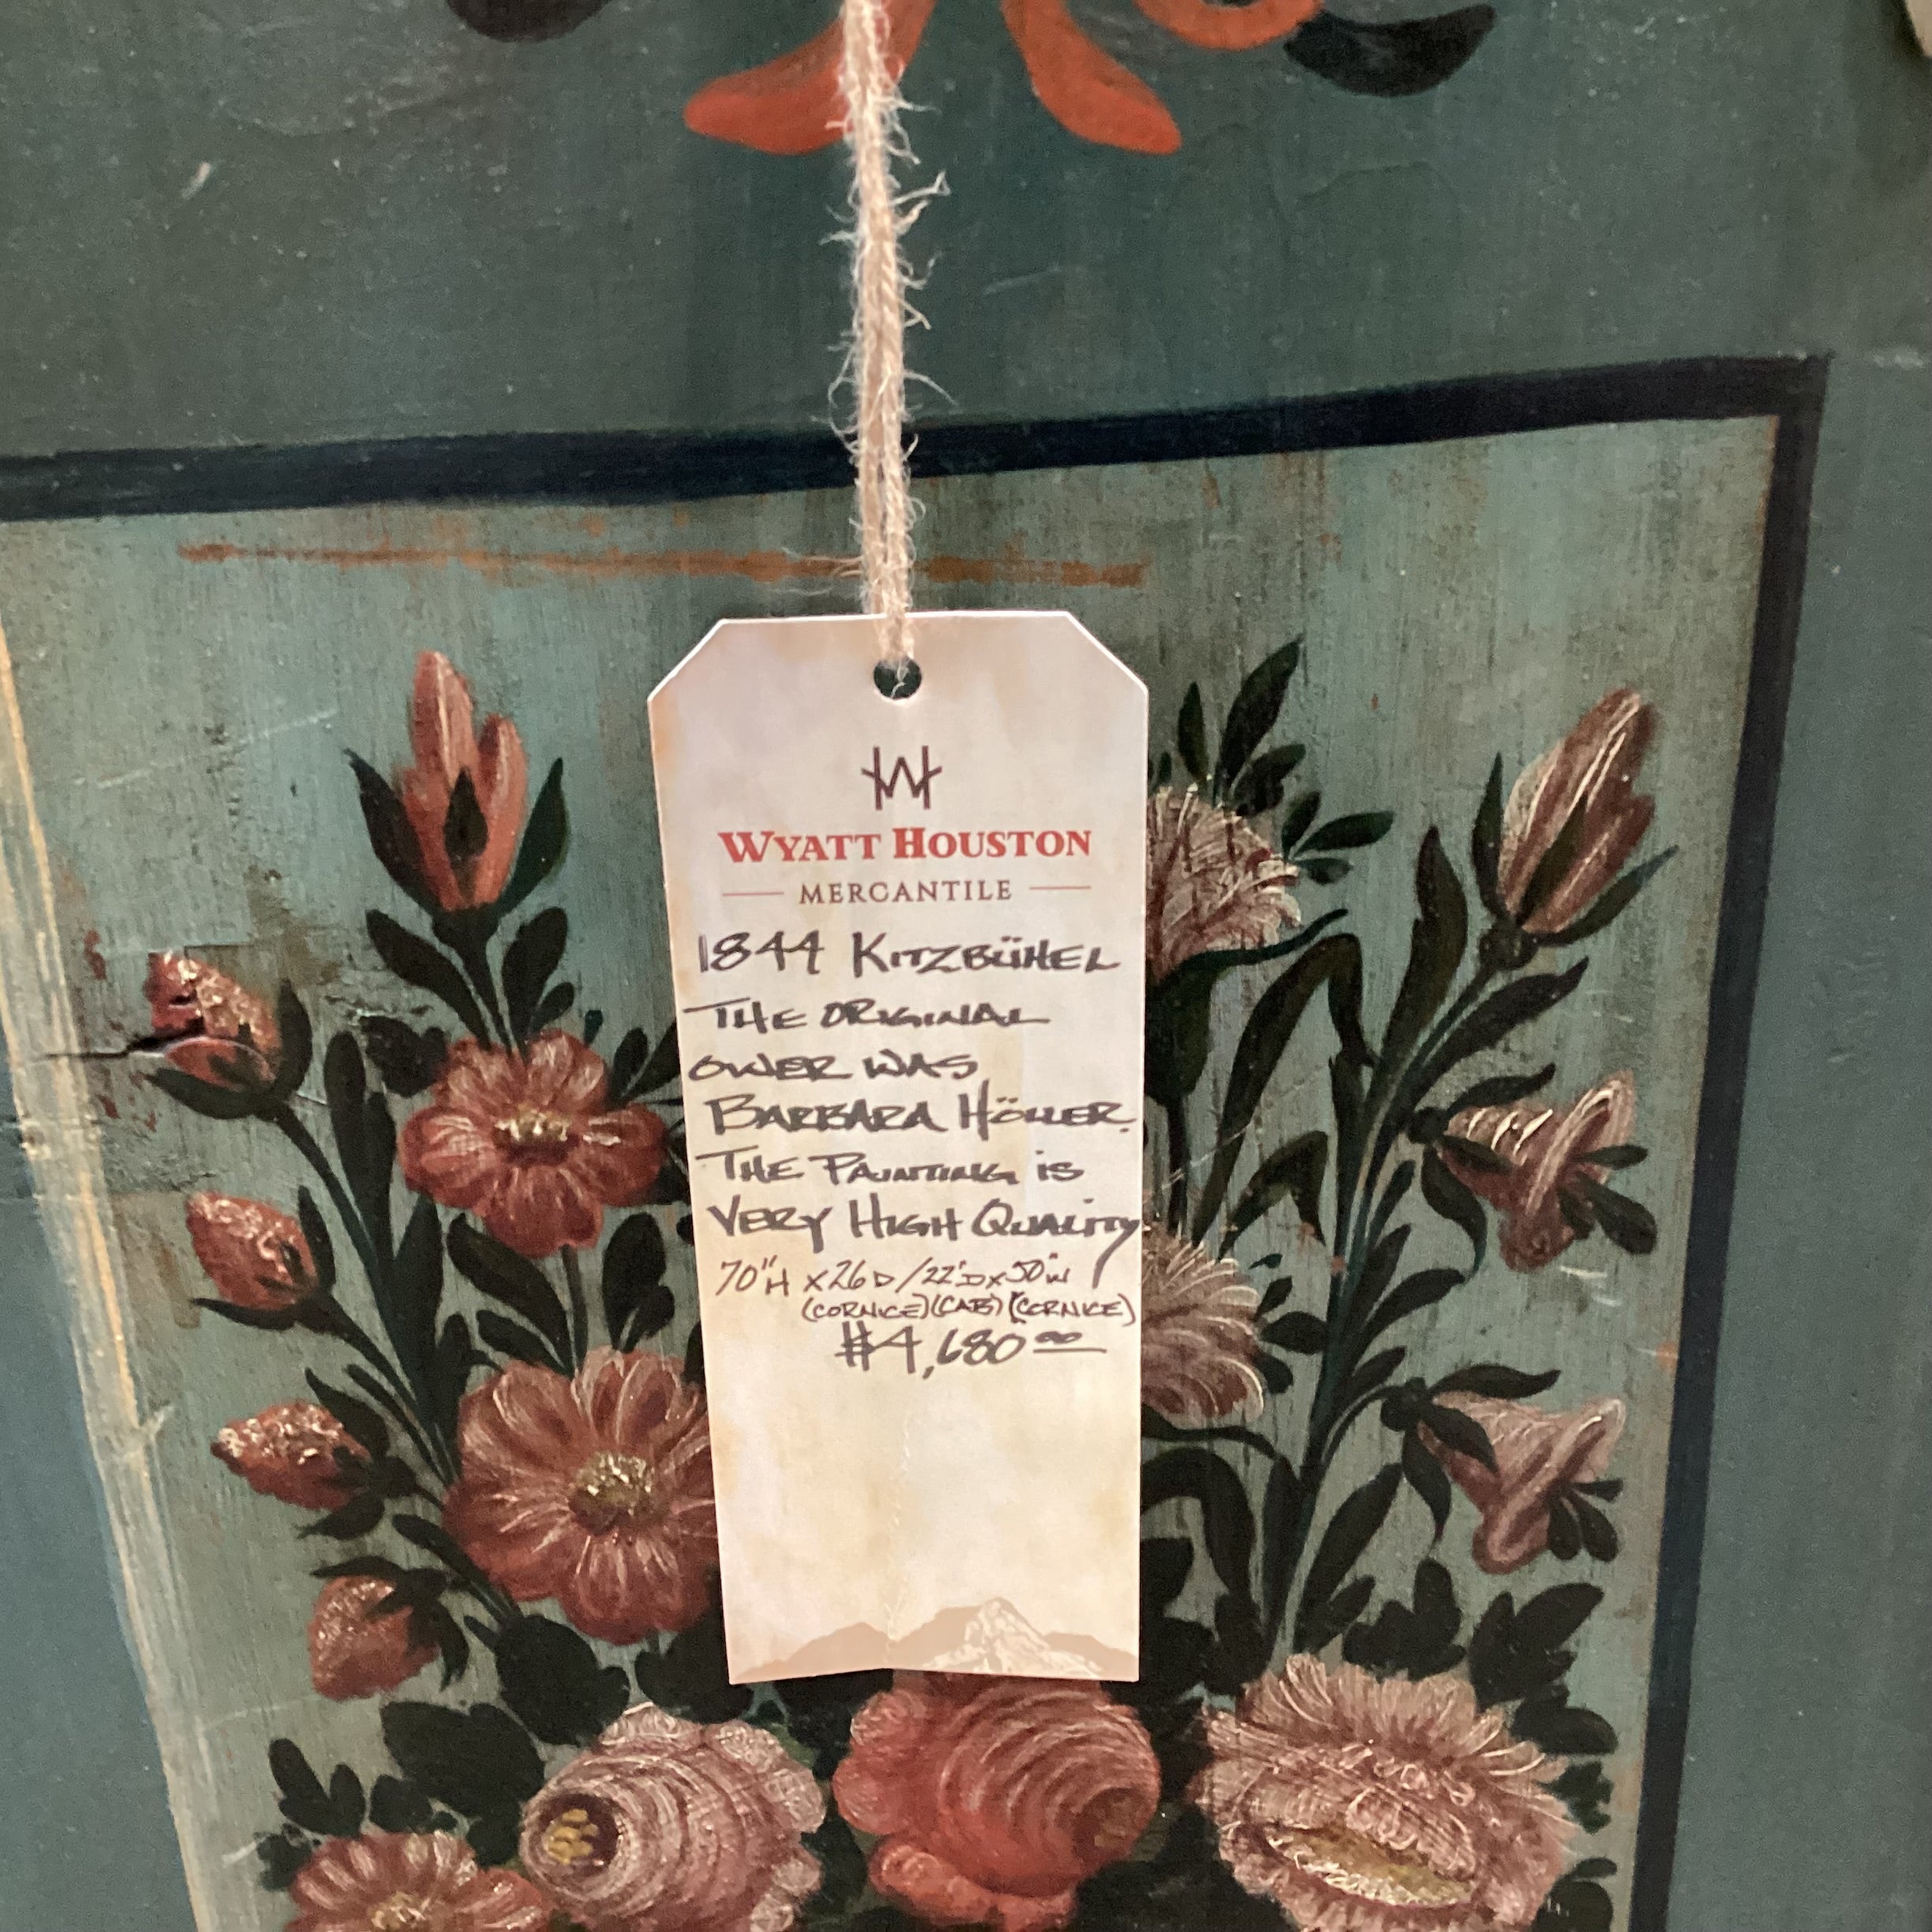 WH
WYATT HOUSTON
MERCANTILE
1844 KITZBÜHEL
THE ORIGINAL
OWER WAS
BARBARA HÖLLER.
THE PAINTING IS
VERY HIGH QUALITY
70"H x 26 D / 22"D x 50"W
(CORNICE) (CAB) (CORNICE)
$4,680.00